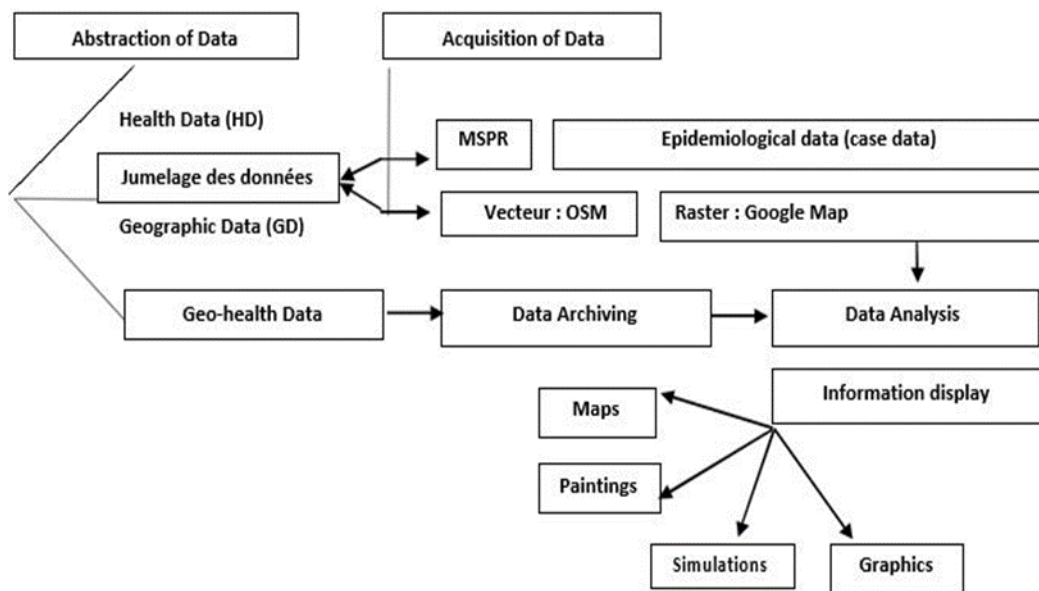 Abstraction of Data
Acquisition of Data
Health Data (HD)
MSPR
Epidemiological data (case data)
Jumelage des données
Vecteur : OSM
Raster : Google Map
Geographic Data (GD)
Geo-health Data
Data Archiving
Data Analysis
Information display
Maps
Paintings
Simulations
Graphics